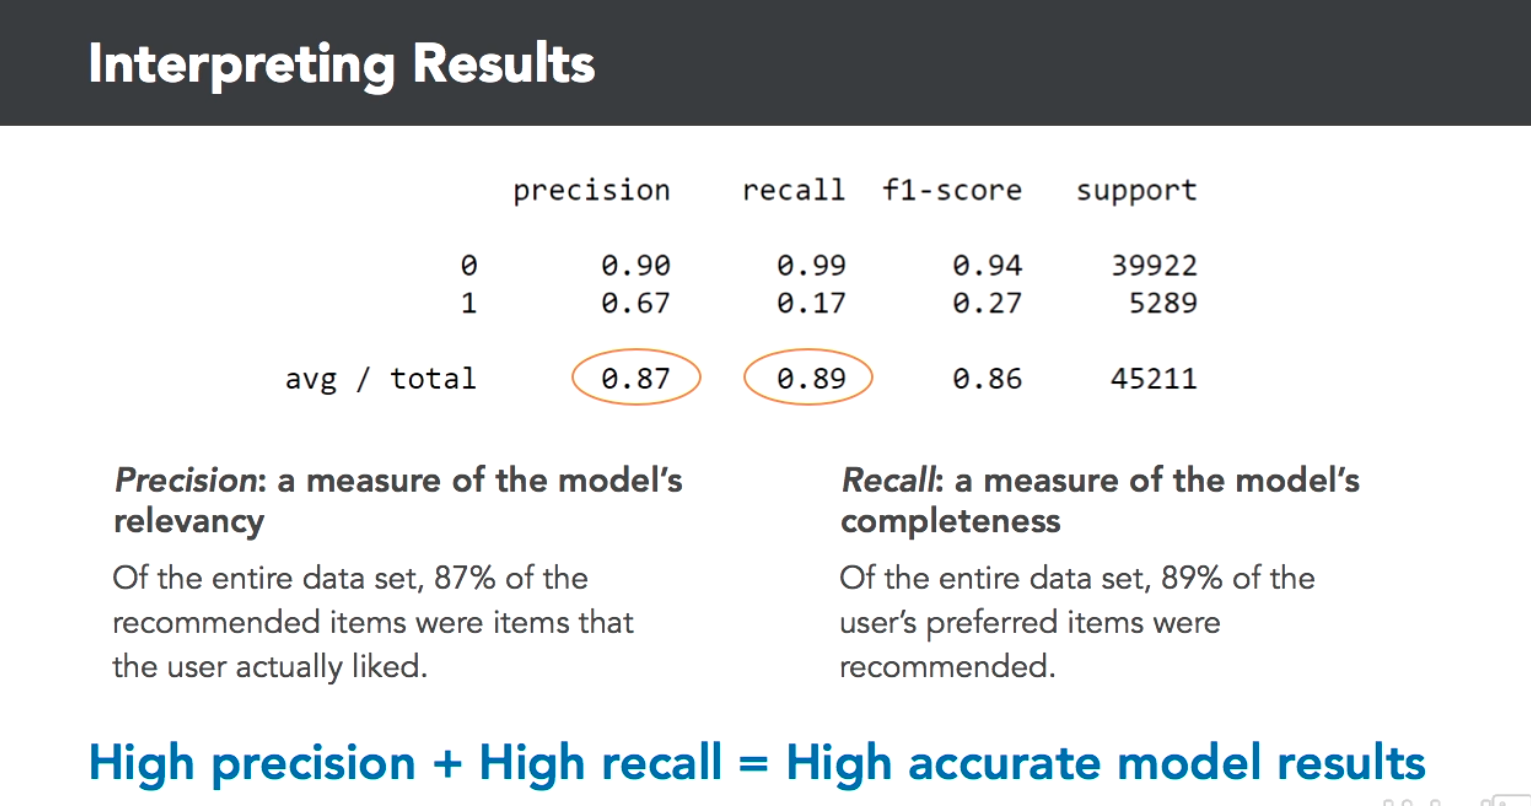 Interpreting Results
precision recall f1-score support
0 0.90 0.99 0.94 39922
1 0.67 0.17 0.27 5289
avg / total 0.87 0.89 0.86 45211
Precision: a measure of the model’s
relevancy
Of the entire data set, 87% of the
recommended items were items that
the user actually liked.
Recall: a measure of the model’s
completeness
Of the entire data set, 89% of the
user’s preferred items were
recommended.
High precision + High recall = High accurate model results